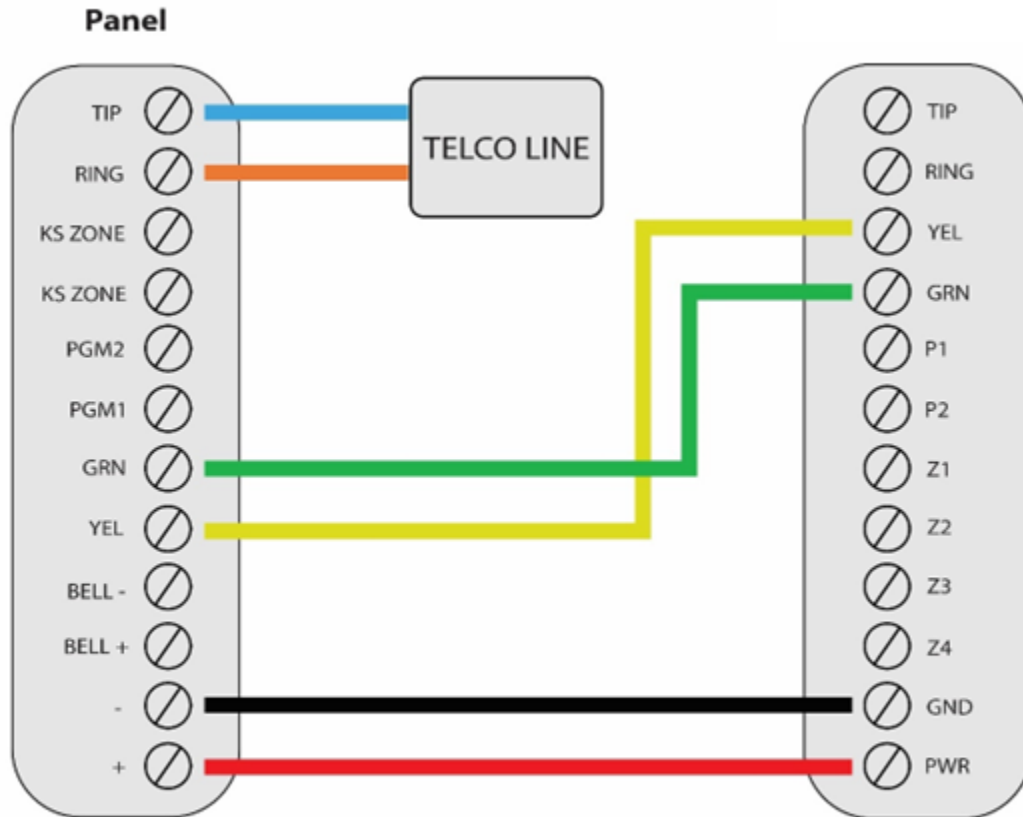 Panel
TIP
RING
KS ZONE
KS ZONE
PGM2
PGM1
GRN
YEL
BELL -
BELL +
-
+
TELCO LINE
TIP
RING
YEL
GRN
P1
P2
Z1
Z2
Z3
Z4
GND
PWR